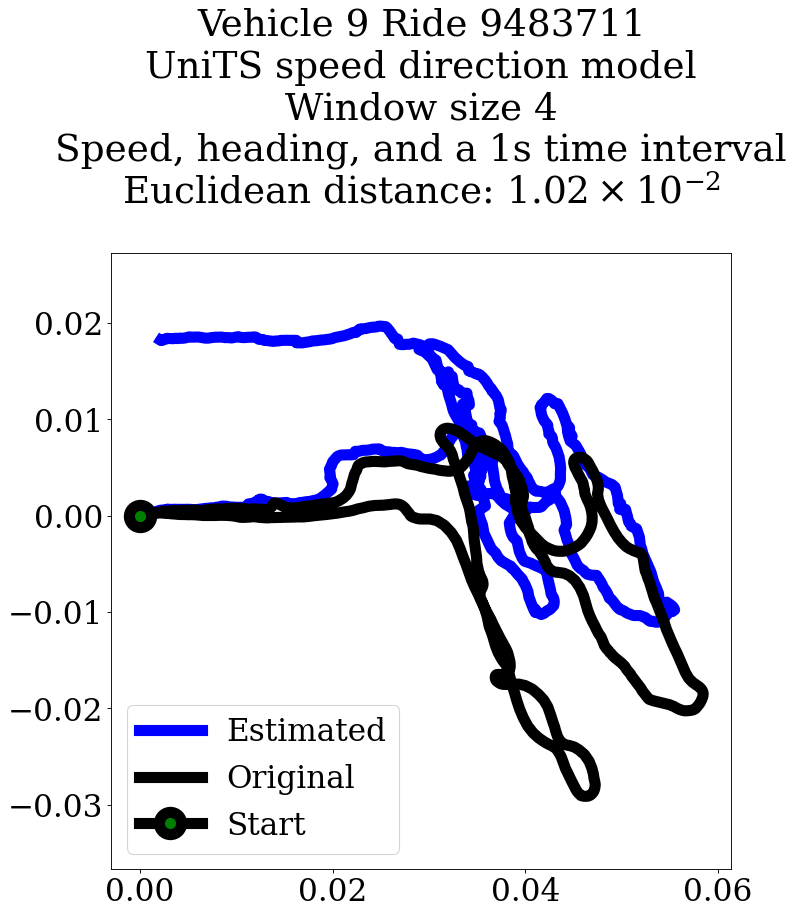 Vehicle 9 Ride 9483711
UniTS speed direction model
Window size 4
Speed, heading, and a 1s time interval
Euclidean distance: 1.02 × 10⁻²
0.02
0.01
0.00
−0.01
−0.02
−0.03
Estimated
Original
Start
0.00 0.02 0.04 0.06